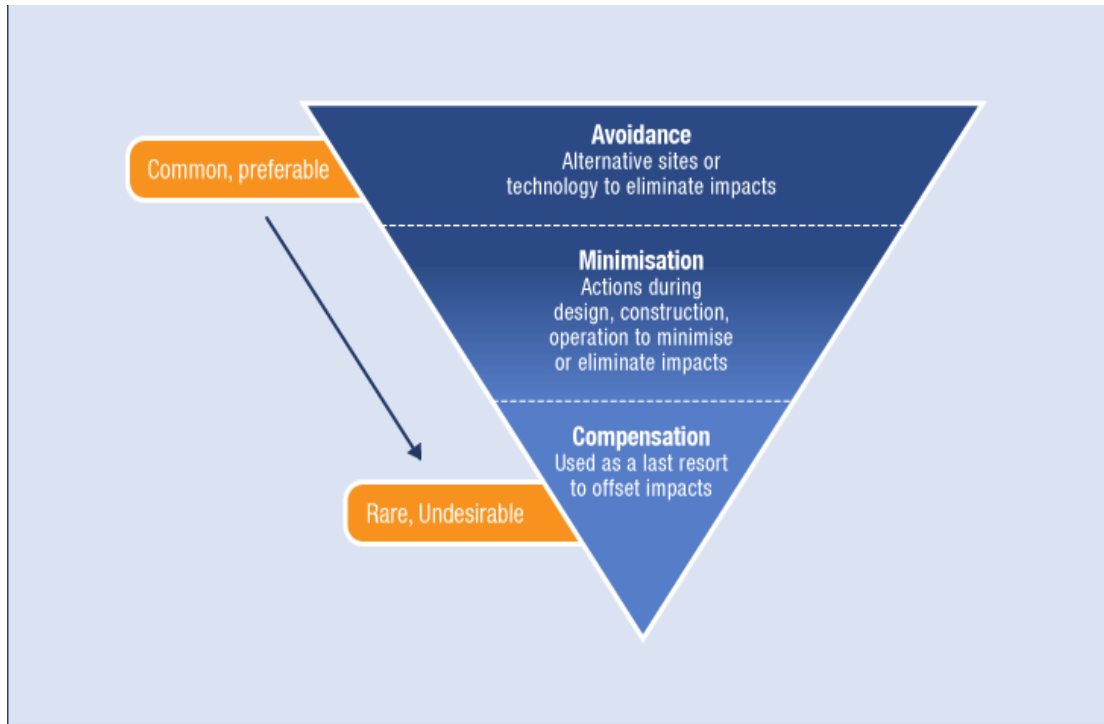 Avoidance
Alternative sites or
technology to eliminate impacts
Common, preferable
Minimisation
Actions during
design, construction,
operation to minimise
or eliminate impacts
Compensation
Used as a last resort
to offset impacts
Rare, Undesirable